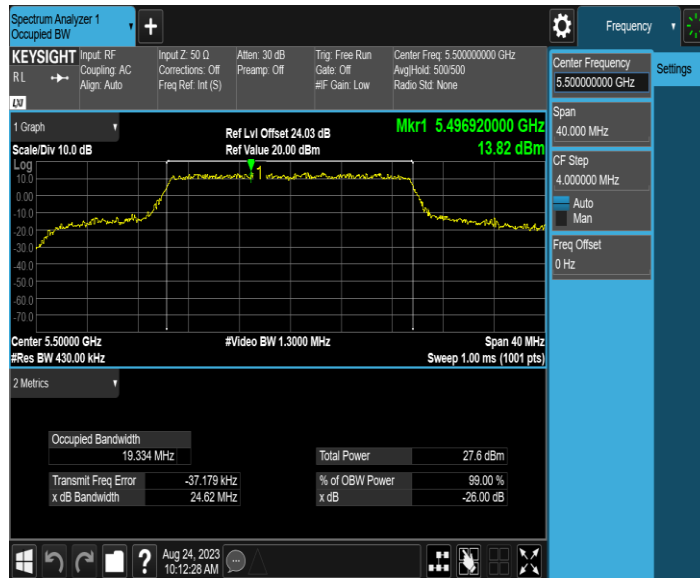 Spectrum Analyzer 1
Occupied BW
+
Frequency
KEYSIGHT
RL
LXI
Input: RF
Coupling: AC
Align: Auto
Input Z: 50 Ω
Corrections: Off
Freq Ref: Int (S)
Atten: 30 dB
Preamp: Off
Trig: Free Run
Gate: Off
#IF Gain: Low
Center Freq: 5.500000000 GHz
Avg|Hold: 500/500
Radio Std: None
Center Frequency
5.500000000 GHz
Settings
Span
40.000 MHz
CF Step
4.000000 MHz
Auto
Man
Freq Offset
0 Hz
1 Graph
Scale/Div 10.0 dB
Ref Lvl Offset 24.03 dB
Ref Value 20.00 dBm
Mkr1 5.496920000 GHz
13.82 dBm
Log
10.0
0.00
-10.0
-20.0
-30.0
-40.0
-50.0
-60.0
-70.0
1
Center 5.50000 GHz
#Res BW 430.00 kHz
#Video BW 1.3000 MHz
Span 40 MHz
Sweep 1.00 ms (1001 pts)
2 Metrics
Occupied Bandwidth
19.334 MHz
Transmit Freq Error -37.179 kHz
x dB Bandwidth 24.62 MHz
Total Power 27.6 dBm
% of OBW Power 99.00 %
x dB -26.00 dB
?
Aug 24, 2023
10:12:28 AM